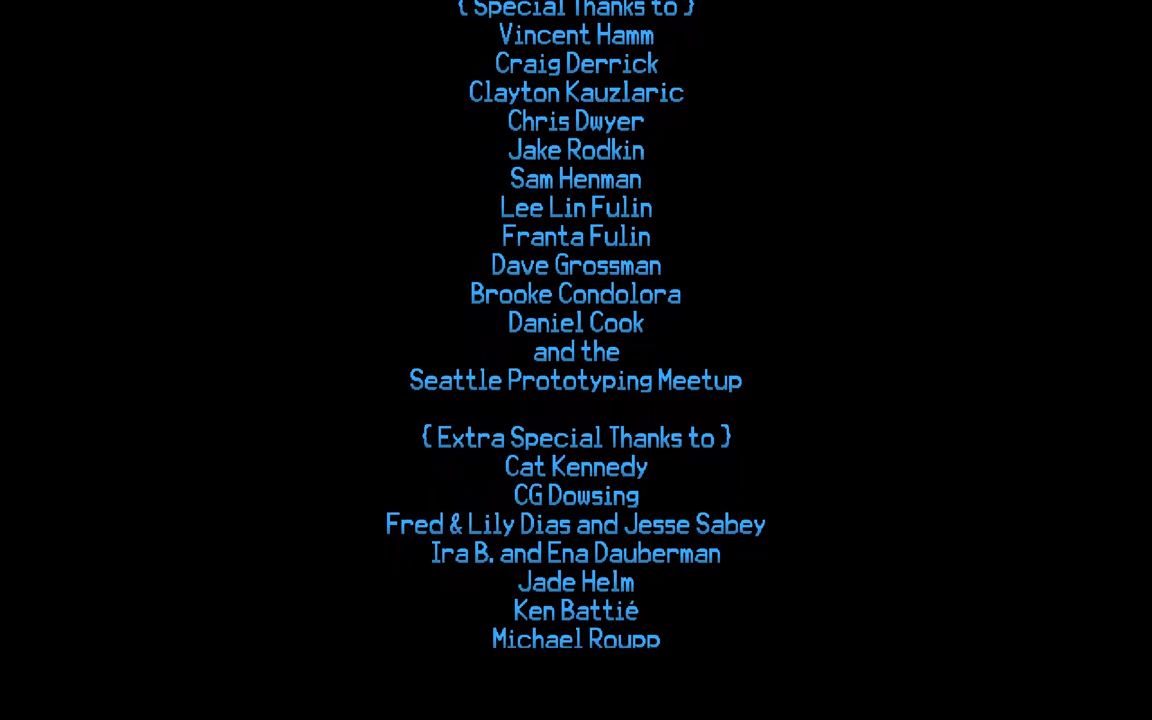 { Special Thanks to }
Vincent Hamm
Craig Derrick
Clayton Kauzlaric
Chris Dwyer
Jake Rodkin
Sam Henman
Lee Lin Fulin
Franta Fulin
Dave Grossman
Brooke Condolora
Daniel Cook
and the
Seattle Prototyping Meetup
{ Extra Special Thanks to }
Cat Kennedy
CG Dowsing
Fred & Lily Dias and Jesse Sabey
Ira B. and Ena Dauberman
Jade Helm
Ken Battié
Michael Roupp